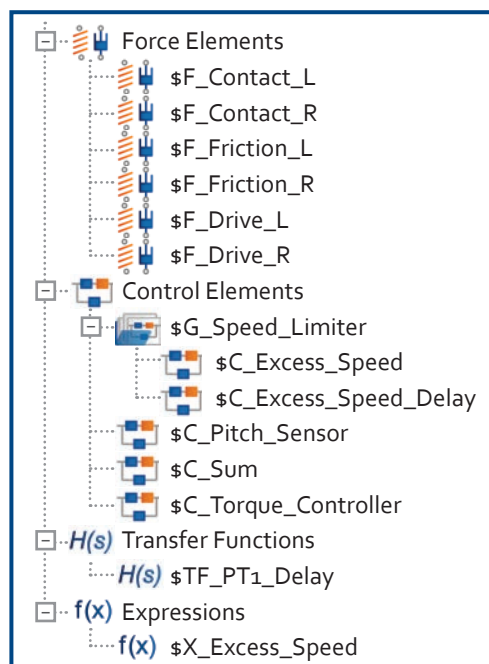 Force Elements
$F_Contact_L
$F_Contact_R
$F_Friction_L
$F_Friction_R
$F_Drive_L
$F_Drive_R
Control Elements
$G_Speed_Limiter
$C_Excess_Speed
$C_Excess_Speed_Delay
$C_Pitch_Sensor
$C_Sum
$C_Torque_Controller
H(s) Transfer Functions
H(s) $TF_PT1_Delay
f(x) Expressions
f(x) $X_Excess_Speed